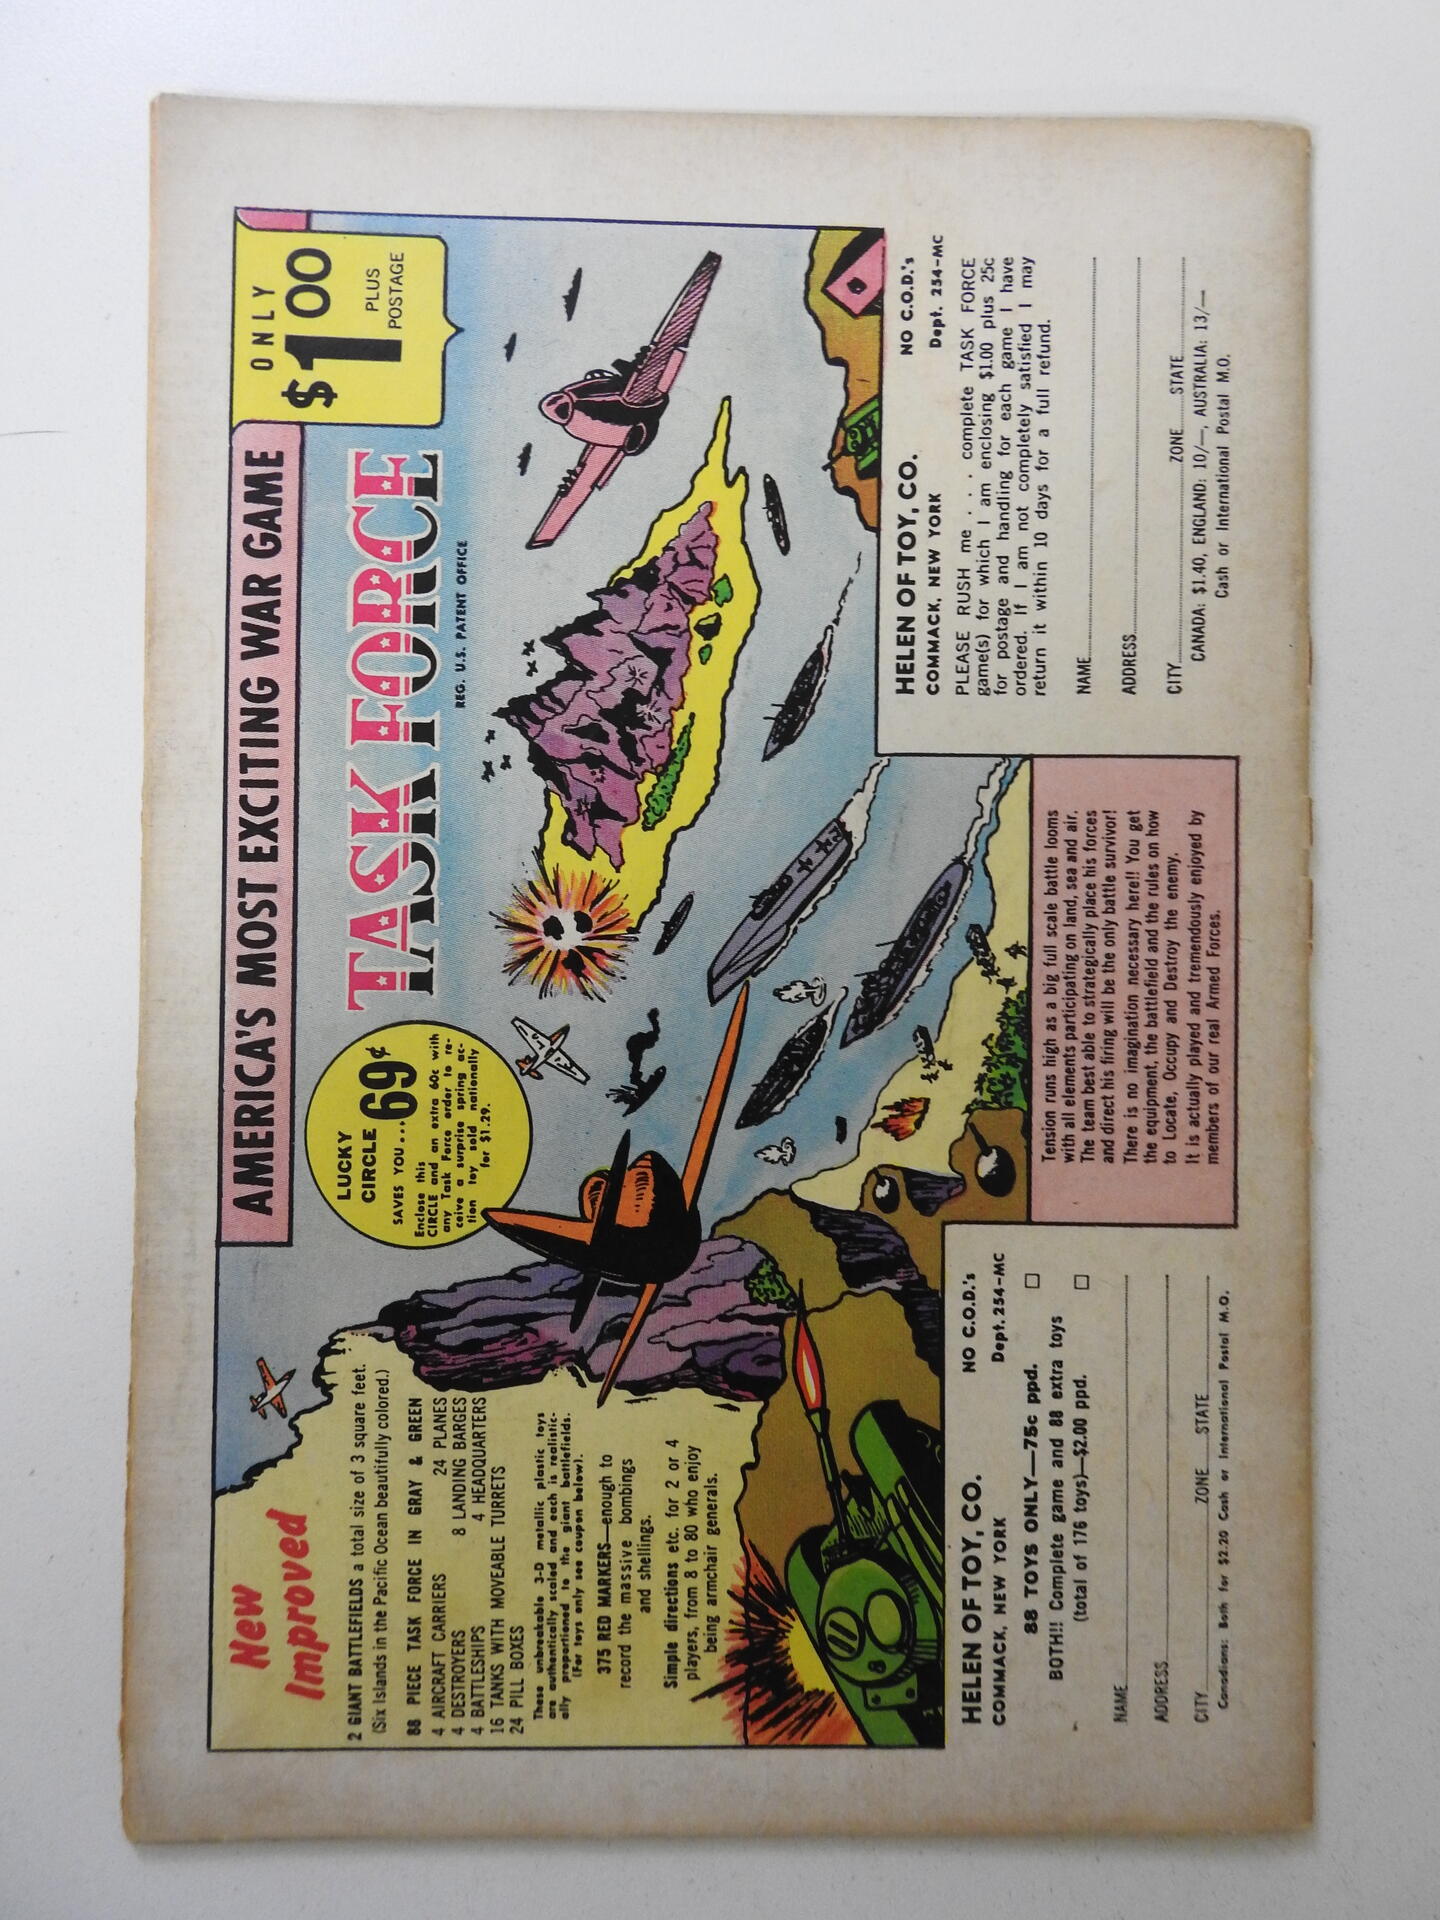 AMERICA'S MOST EXCITING WAR GAME
ONLY
$1 00
PLUS
POSTAGE
New
Improved
TASK FORCE
REG. U.S. PATENT OFFICE
LUCKY
CIRCLE
SAVES YOU... 69¢
Enclose this
CIRCLE and an extra 60c with
any Task Force order to re-
ceive a surprise spring ac-
tion toy sold nationally
for $1.29.
2 GIANT BATTLEFIELDS a total size of 3 square feet.
(Six Islands in the Pacific Ocean beautifully colored.)
88 PIECE TASK FORCE IN GRAY & GREEN
4 AIRCRAFT CARRIERS 24 PLANES
4 DESTROYERS 8 LANDING BARGES
4 BATTLESHIPS 4 HEADQUARTERS
16 TANKS WITH MOVEABLE TURRETS
24 PILL BOXES
These unbreakable 3-D metallic plastic toys
are authentically scaled and each is realistic-
ally proportioned to the giant battlefields.
(For toys only see coupon below).
375 RED MARKERS—enough to
record the massive bombings
and shellings.
Simple directions etc. for 2 or 4
players, from 8 to 80 who enjoy
being armchair generals.
8
1
HELEN OF TOY, CO. NO C.O.D.'s
COMMACK, NEW YORK Dept. 254-MC
88 TOYS ONLY—75c ppd.
BOTH!! Complete game and 88 extra toys
(total of 176 toys)—$2.00 ppd.
NAME
ADDRESS
CITY ZONE STATE
Canadians: Both for $2.20 Cash or International Postal M.O.
Tension runs high as a big full scale battle looms
with all elements participating on land, sea and air.
The team best able to strategically place his forces
and direct his firing will be the only battle survivor!
There is no imagination necessary here!! You get
the equipment, the battlefield and the rules on how
to Locate, Occupy and Destroy the enemy.
It is actually played and tremendously enjoyed by
members of our real Armed Forces.
HELEN OF TOY, CO. NO C.O.D.'s
COMMACK, NEW YORK Dept. 254-MC
PLEASE RUSH me . . . complete TASK FORCE
game(s) for which I am enclosing $1.00 plus 25c
for postage and handling for each game I have
ordered. If I am not completely satisfied I may
return it within 10 days for a full refund.
NAME
ADDRESS
CITY ZONE STATE
CANADA: $1.40, ENGLAND: 10/—, AUSTRALIA: 13/—
Cash or International Postal M.O.